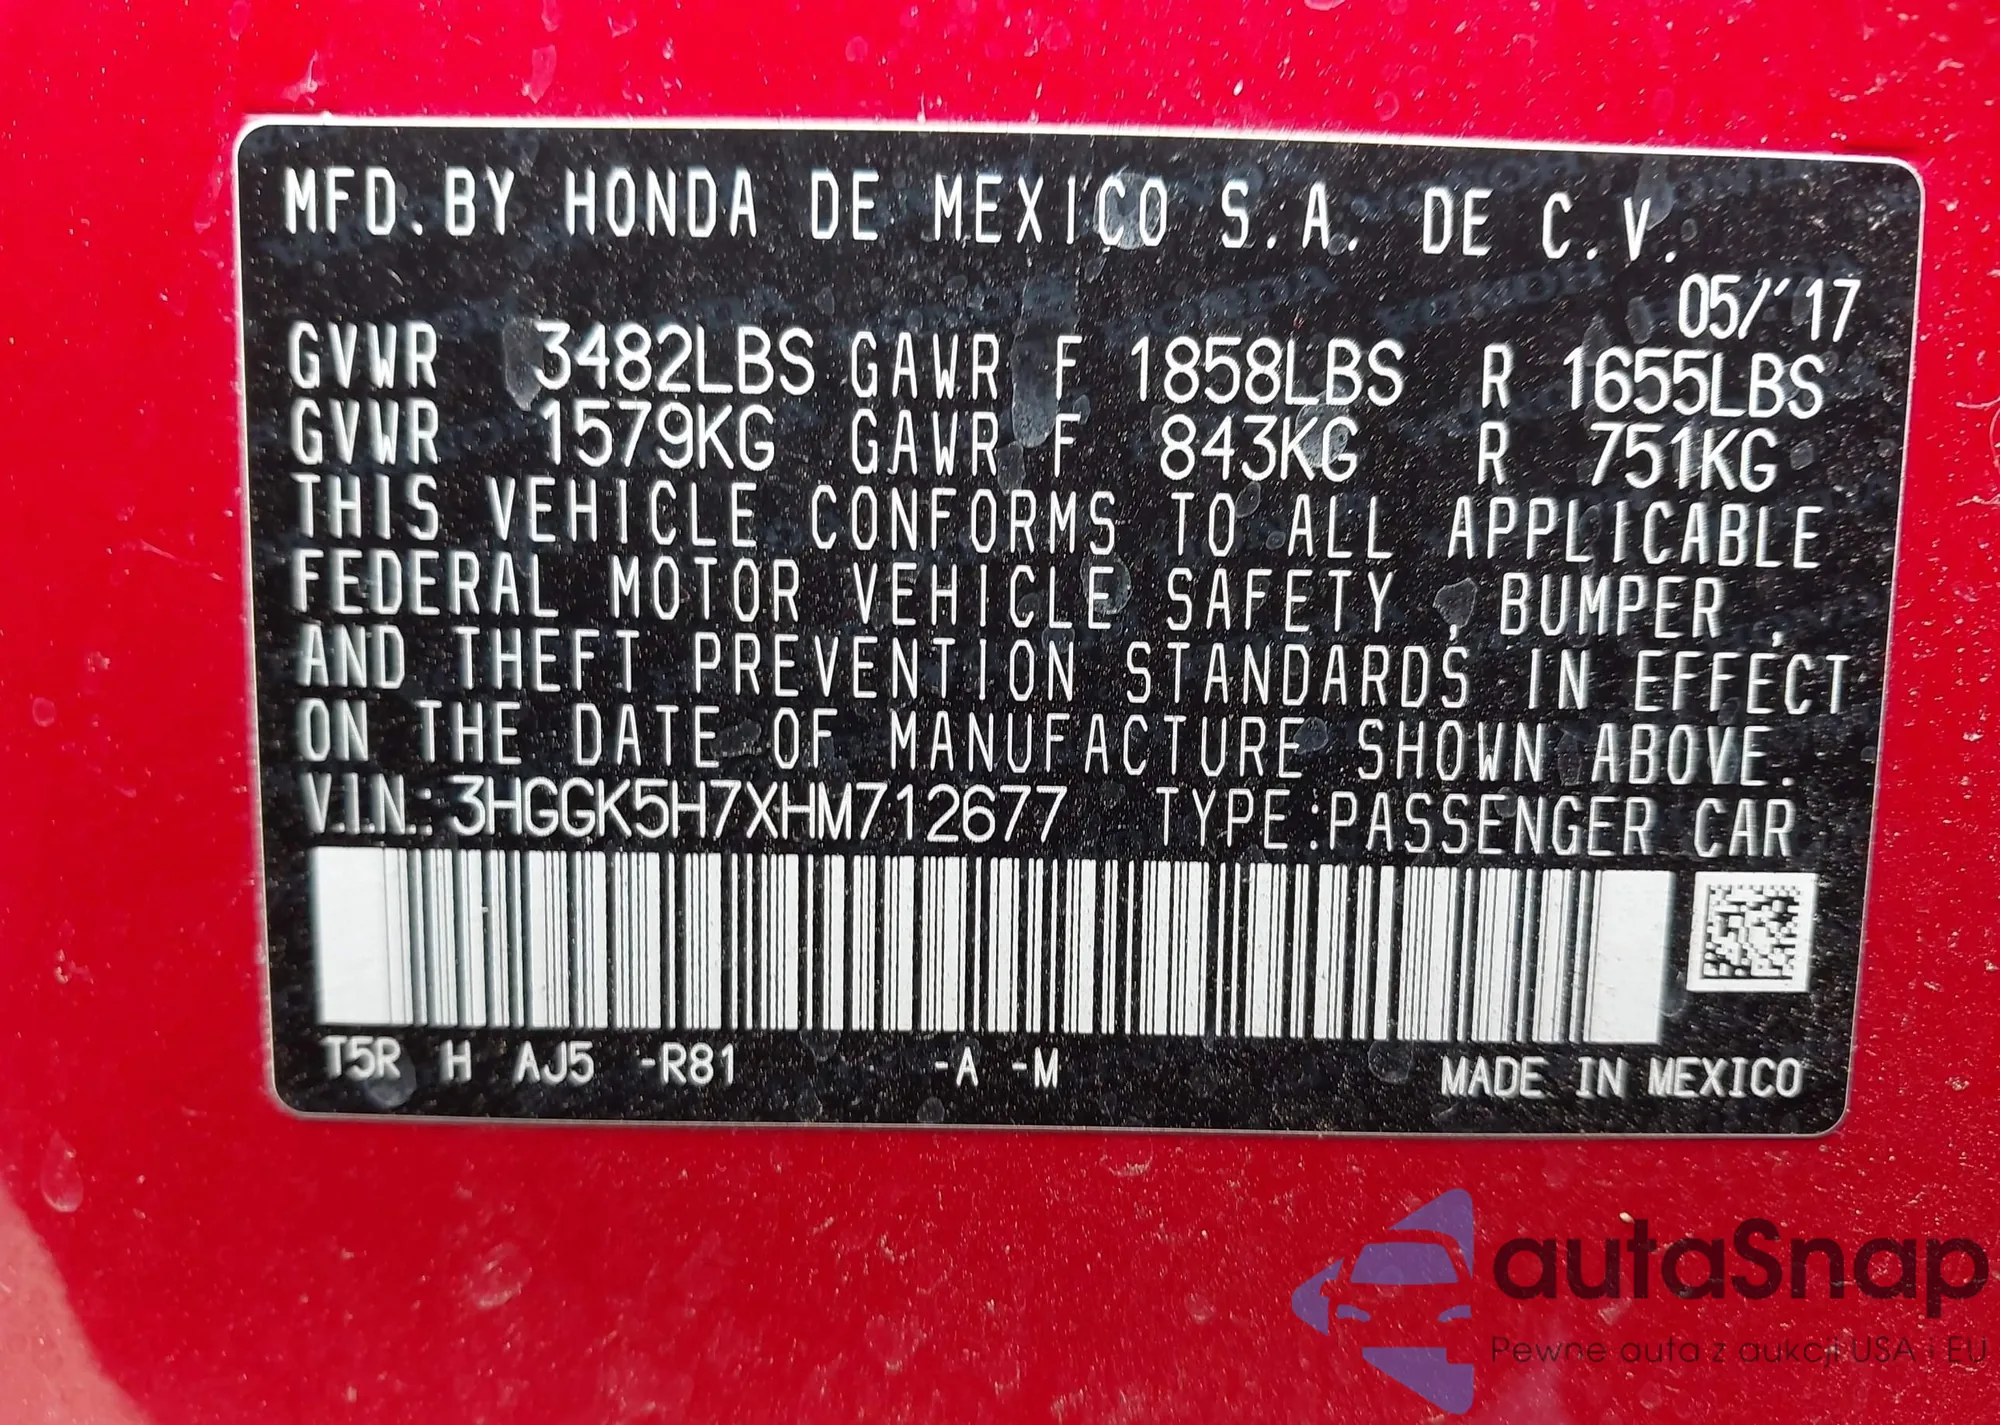 MFD. BY HONDA DE MEXICO S.A. DE C.V.
05/'17
GVWR 3482LBS GAWR F 1858LBS R 1655LBS
GVWR 1579KG GAWR F 843KG R 751KG
THIS VEHICLE CONFORMS TO ALL APPLICABLE
FEDERAL MOTOR VEHICLE SAFETY , BUMPER ,
AND THEFT PREVENTION STANDARDS IN EFFECT
ON THE DATE OF MANUFACTURE SHOWN ABOVE.
V.I.N.: 3HGGK5H7XHM712677 TYPE:PASSENGER CAR
T5R H AJ5 -R81 -A -M MADE IN MEXICO
autaSnap
Pewne auta z aukcji USA i EU